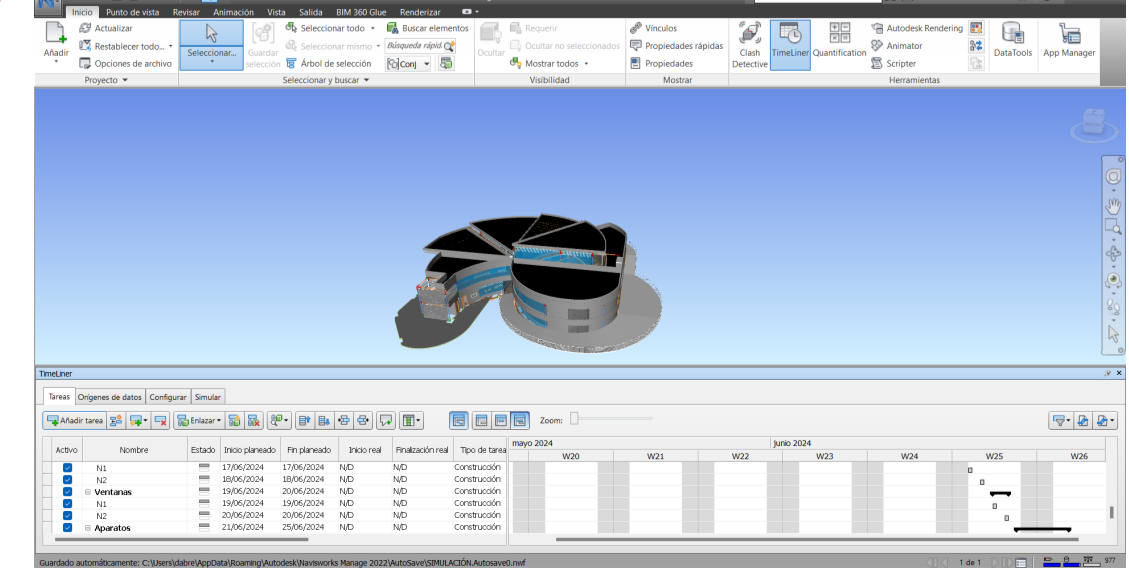 Inicio Punto de vista Revisar Animación Vista Salida BIM 360 Glue Renderizar
Actualizar Seleccionar todo Buscar elementos Requerir Vínculos Autodesk Rendering
Restablecer todo... Seleccionar mismo Búsqueda rápid Ocultar no seleccionados Propiedades rápidas Animator
Añadir Opciones de archivo Seleccionar... Guardar selección Árbol de selección Conj Ocultar Mostrar todos Propiedades Clash Detective TimeLiner Quantification Scripter DataTools App Manager
Proyecto Seleccionar y buscar Visibilidad Mostrar Herramientas
TimeLiner
Tareas Orígenes de datos Configurar Simular
Añadir tarea Enlazar Zoom:
mayo 2024 junio 2024
Activo Nombre Estado Inicio planeado Fin planeado Inicio real Finalización real Tipo de tarea W20 W21 W22 W23 W24 W25 W26
N1 17/06/2024 17/06/2024 N/D N/D Construcción
N2 18/06/2024 18/06/2024 N/D N/D Construcción
Ventanas 19/06/2024 20/06/2024 N/D N/D Construcción
N1 19/06/2024 19/06/2024 N/D N/D Construcción
N2 20/06/2024 20/06/2024 N/D N/D Construcción
Aparatos 21/06/2024 25/06/2024 N/D N/D Construcción
Guardado automáticamente: C:\Users\dabre\AppData\Roaming\Autodesk\Navisworks Manage 2022\AutoSave\SIMULACIÓN.Autosave0.nwf 1 de 1 977